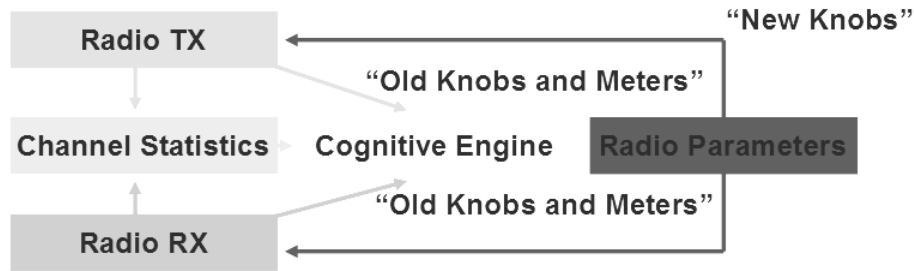 “New Knobs”
Radio TX
“Old Knobs and Meters”
Channel Statistics
Cognitive Engine
Radio Parameters
“Old Knobs and Meters”
Radio RX